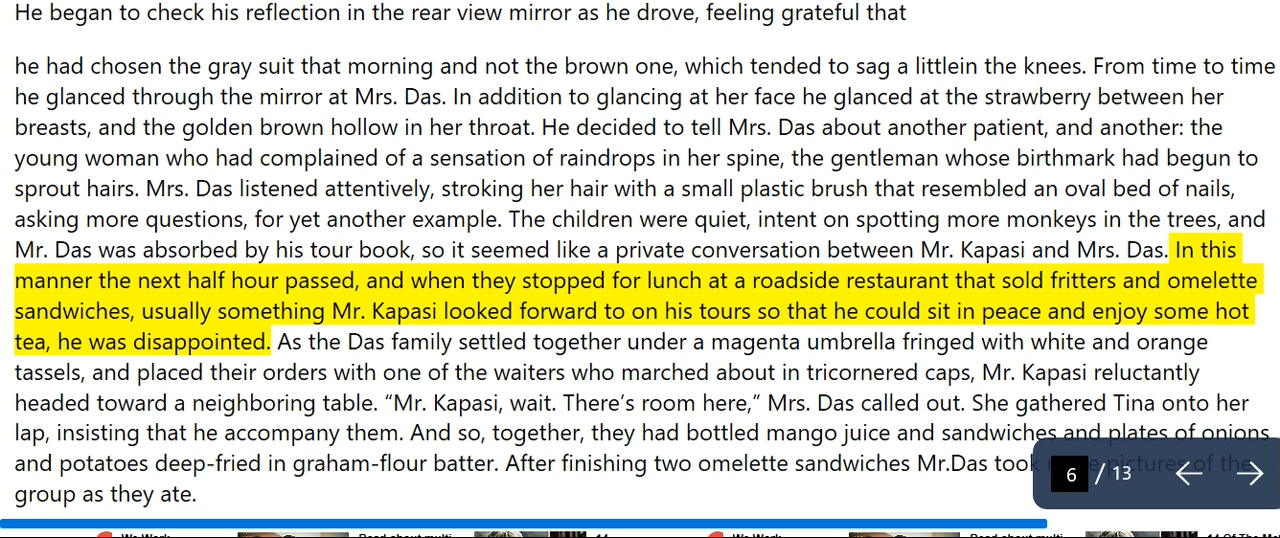 He began to check his reflection in the rear view mirror as he drove, feeling grateful that
he had chosen the gray suit that morning and not the brown one, which tended to sag a littlein the knees. From time to time
he glanced through the mirror at Mrs. Das. In addition to glancing at her face he glanced at the strawberry between her
breasts, and the golden brown hollow in her throat. He decided to tell Mrs. Das about another patient, and another: the
young woman who had complained of a sensation of raindrops in her spine, the gentleman whose birthmark had begun to
sprout hairs. Mrs. Das listened attentively, stroking her hair with a small plastic brush that resembled an oval bed of nails,
asking more questions, for yet another example. The children were quiet, intent on spotting more monkeys in the trees, and
Mr. Das was absorbed by his tour book, so it seemed like a private conversation between Mr. Kapasi and Mrs. Das. In this
manner the next half hour passed, and when they stopped for lunch at a roadside restaurant that sold fritters and omelette
sandwiches, usually something Mr. Kapasi looked forward to on his tours so that he could sit in peace and enjoy some hot
tea, he was disappointed. As the Das family settled together under a magenta umbrella fringed with white and orange
tassels, and placed their orders with one of the waiters who marched about in tricornered caps, Mr. Kapasi reluctantly
headed toward a neighboring table. “Mr. Kapasi, wait. There’s room here,” Mrs. Das called out. She gathered Tina onto her
lap, insisting that he accompany them. And so, together, they had bottled mango juice and sandwiches and plates of onions
and potatoes deep-fried in graham-flour batter. After finishing two omelette sandwiches Mr.Das took pictures of the
group as they ate.
6 / 13